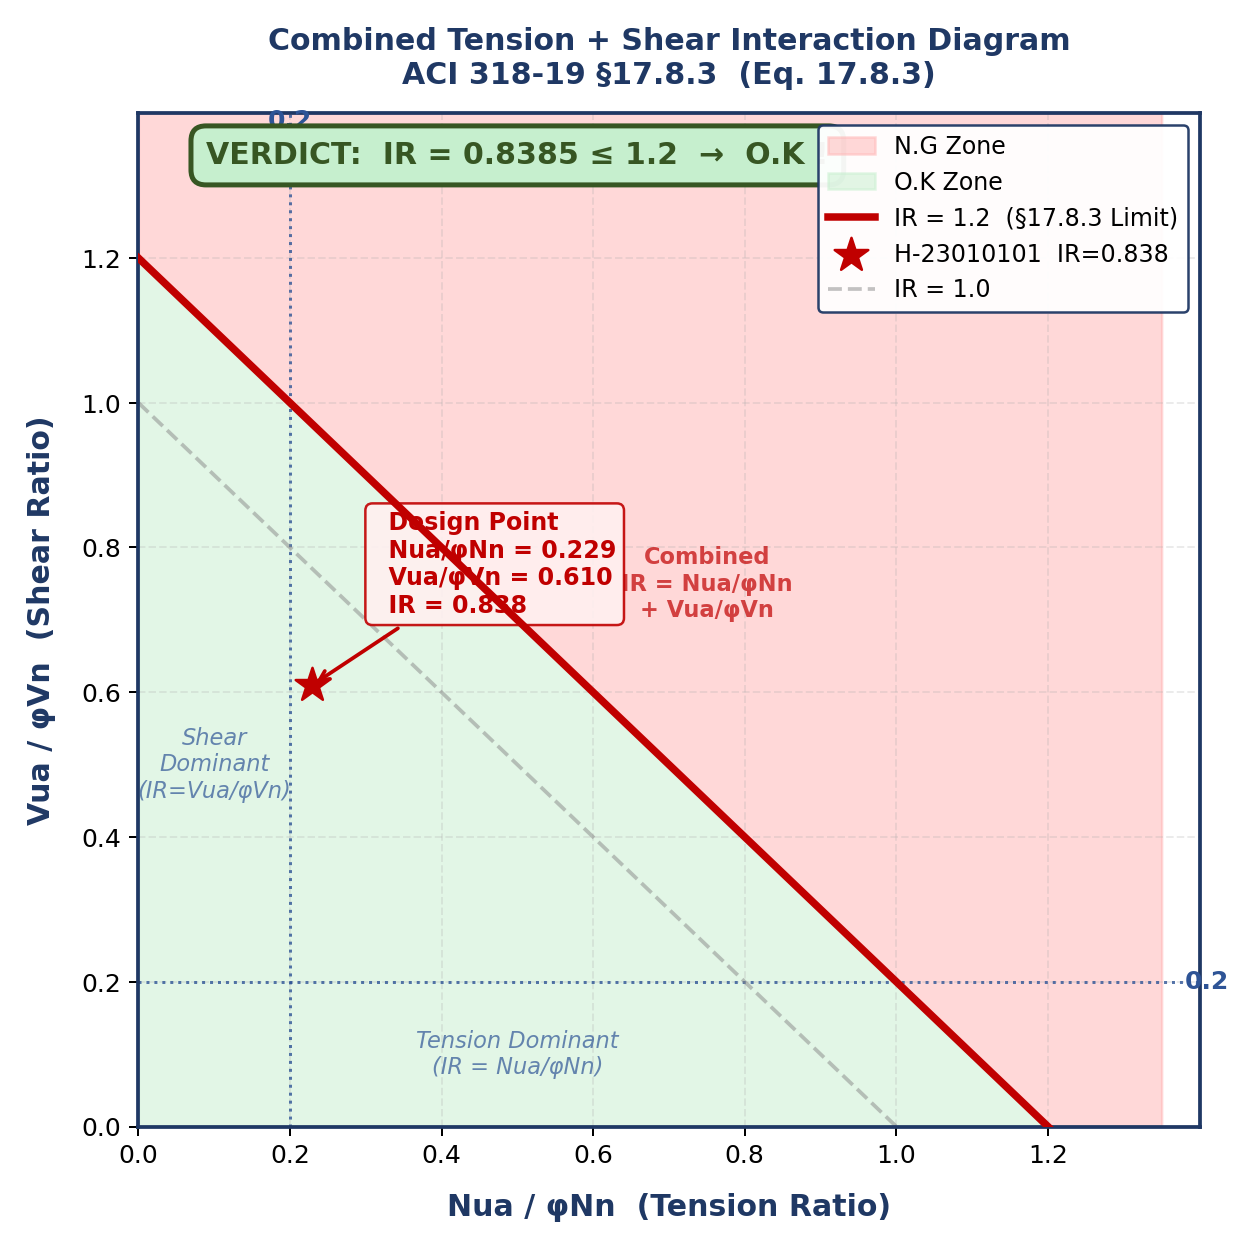 Combined Tension + Shear Interaction Diagram
ACI 318-19 §17.8.3 (Eq. 17.8.3)
0.2
VERDICT: IR = 0.8385 ≤ 1.2 → O.K
N.G Zone
O.K Zone
IR = 1.2 (§17.8.3 Limit)
H-23010101 IR=0.838
IR = 1.0
Design Point
Nua/φNn = 0.229
Vua/φVn = 0.610
IR = 0.838
Combined
IR = Nua/φNn
+ Vua/φVn
Shear
Dominant
(IR=Vua/φVn)
Tension Dominant
(IR = Nua/φNn)
0.2
Vua / φVn (Shear Ratio)
1.2
1.0
0.8
0.6
0.4
0.2
0.0
0.0 0.2 0.4 0.6 0.8 1.0 1.2
Nua / φNn (Tension Ratio)